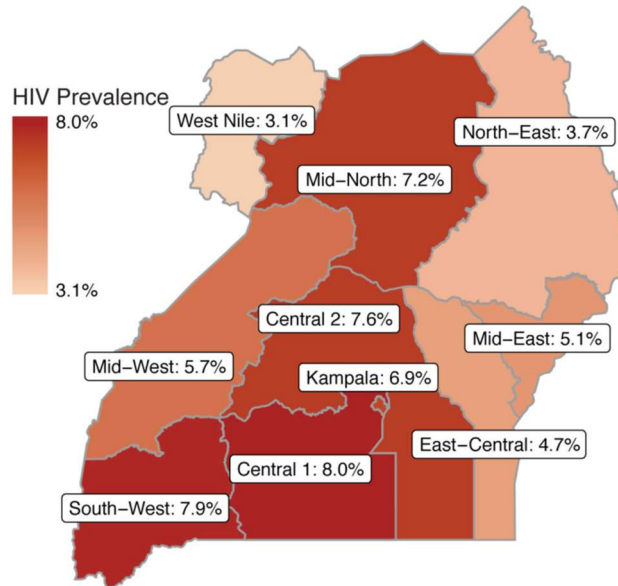 HIV Prevalence
8.0%
3.1%
West Nile: 3.1%
North−East: 3.7%
Mid−North: 7.2%
Central 2: 7.6%
Mid−East: 5.1%
Mid−West: 5.7%
Kampala: 6.9%
East−Central: 4.7%
Central 1: 8.0%
South−West: 7.9%